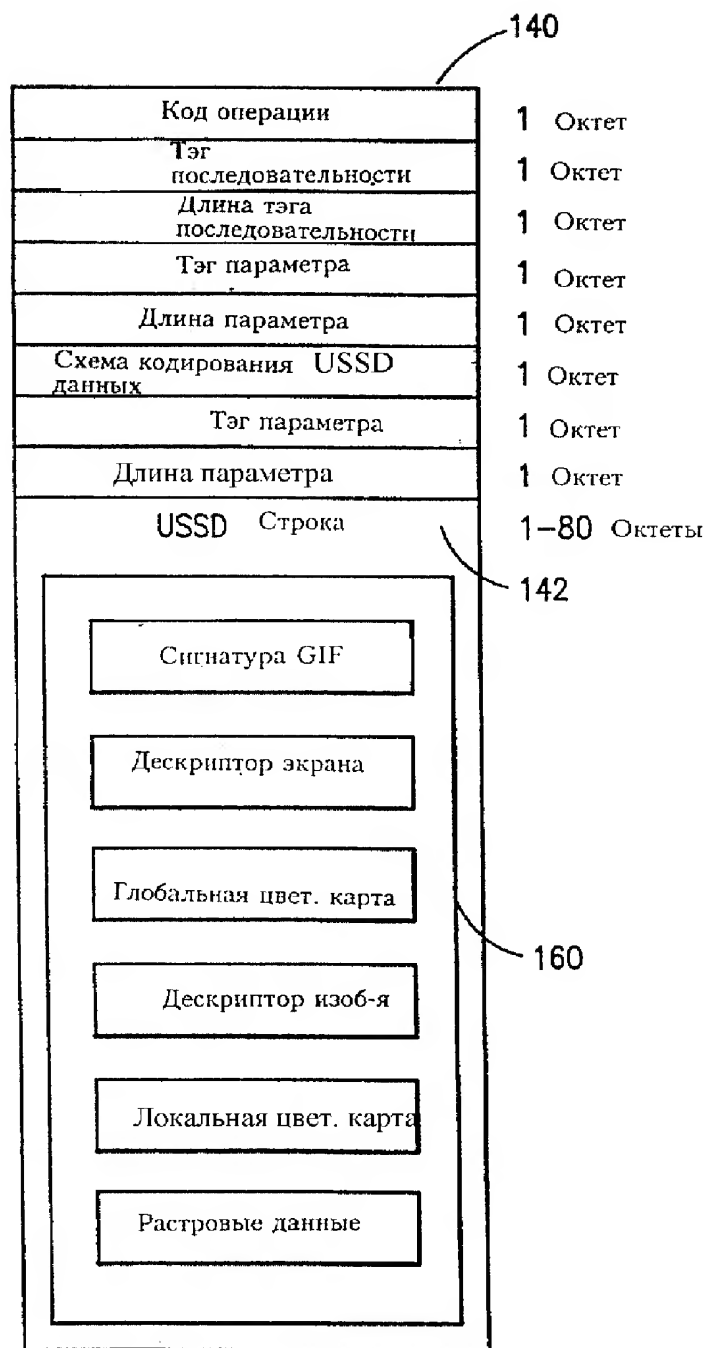 140
Код операции
1 Октет
Тэг
последовательности
1 Октет
Длина тэга
последовательности
1 Октет
Тэг параметра
1 Октет
Длина параметра
1 Октет
Схема кодирования USSD
данных
1 Октет
Тэг параметра
1 Октет
Длина параметра
1 Октет
USSD Строка
1-80 Октеты
142
Сигнатура GIF
Дескриптор экрана
Глобальная цвет. карта
160
Дескриптор изоб-я
Локальная цвет. карта
Растровые данные